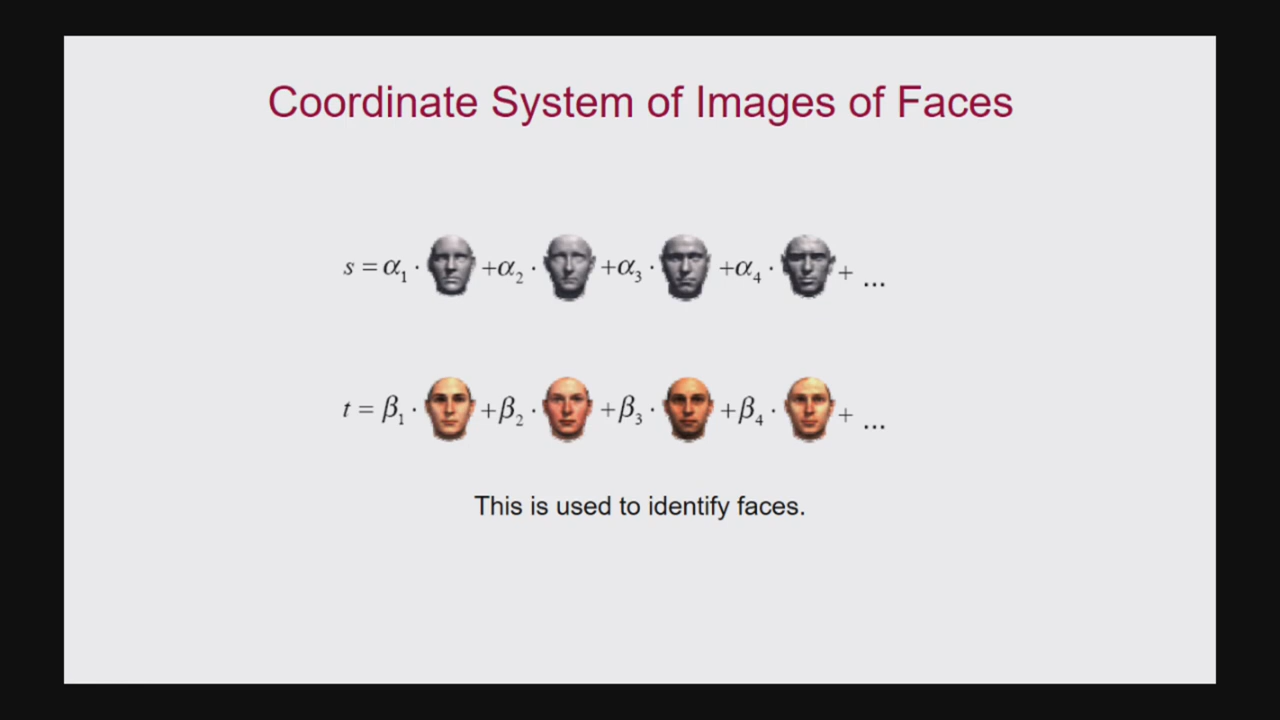 Coordinate System of Images of Faces
s = α₁ · +α₂ · +α₃ · +α₄ · + ...
t = β₁ · +β₂ · +β₃ · +β₄ · + ...
This is used to identify faces.